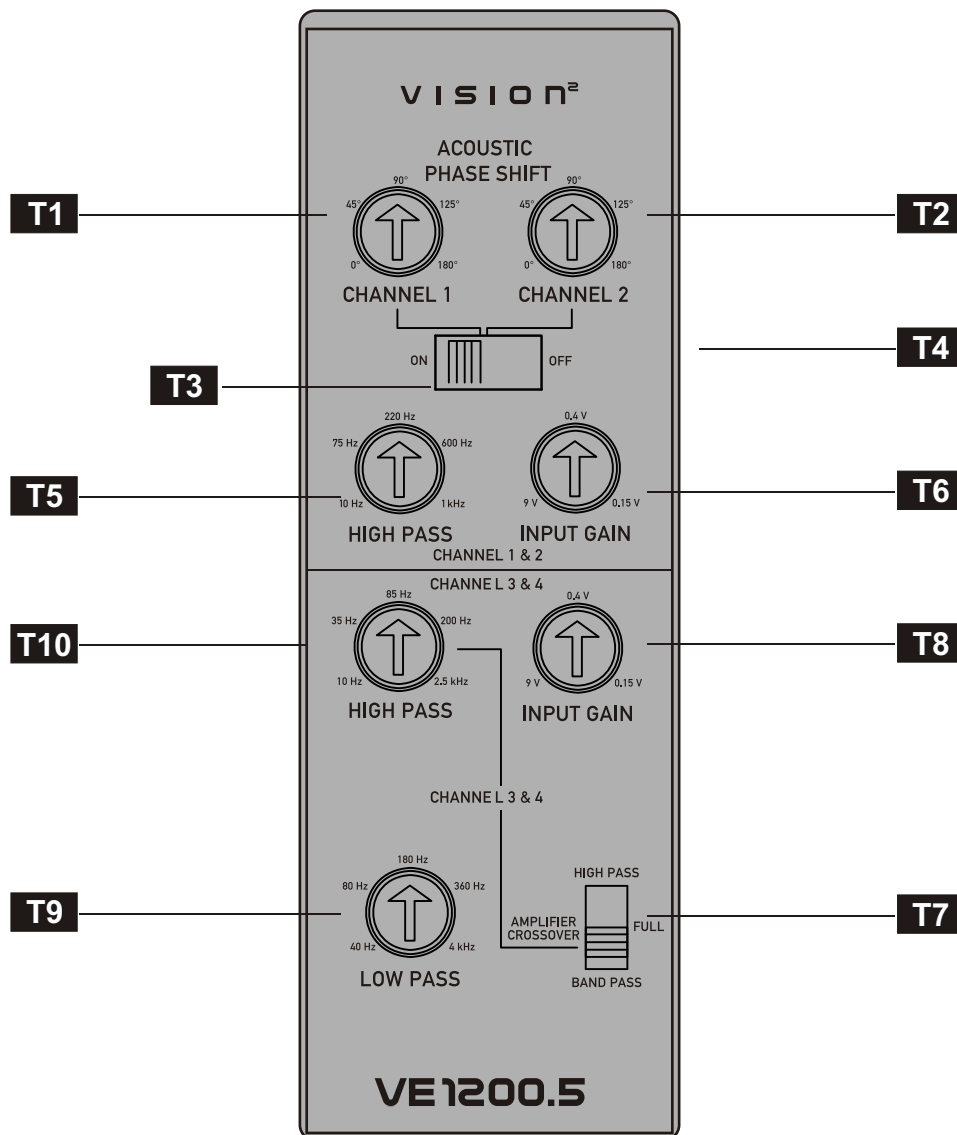 VISION²
ACOUSTIC
PHASE SHIFT
T1
0°
45°
90°
125°
180°
CHANNEL 1
T2
0°
45°
90°
125°
180°
CHANNEL 2
T3
ON
OFF
T4
T5
10 Hz
75 Hz
220 Hz
600 Hz
1 kHz
HIGH PASS
T6
9 V
0.4 V
0.15 V
INPUT GAIN
CHANNEL 1 & 2
CHANNEL 3 & 4
T10
10 Hz
35 Hz
85 Hz
200 Hz
2.5 kHz
HIGH PASS
T8
9 V
0.4 V
0.15 V
INPUT GAIN
CHANNEL 3 & 4
T9
40 Hz
80 Hz
180 Hz
360 Hz
4 kHz
LOW PASS
T7
HIGH PASS
AMPLIFIER
CROSSOVER
FULL
BAND PASS
VE1200.5